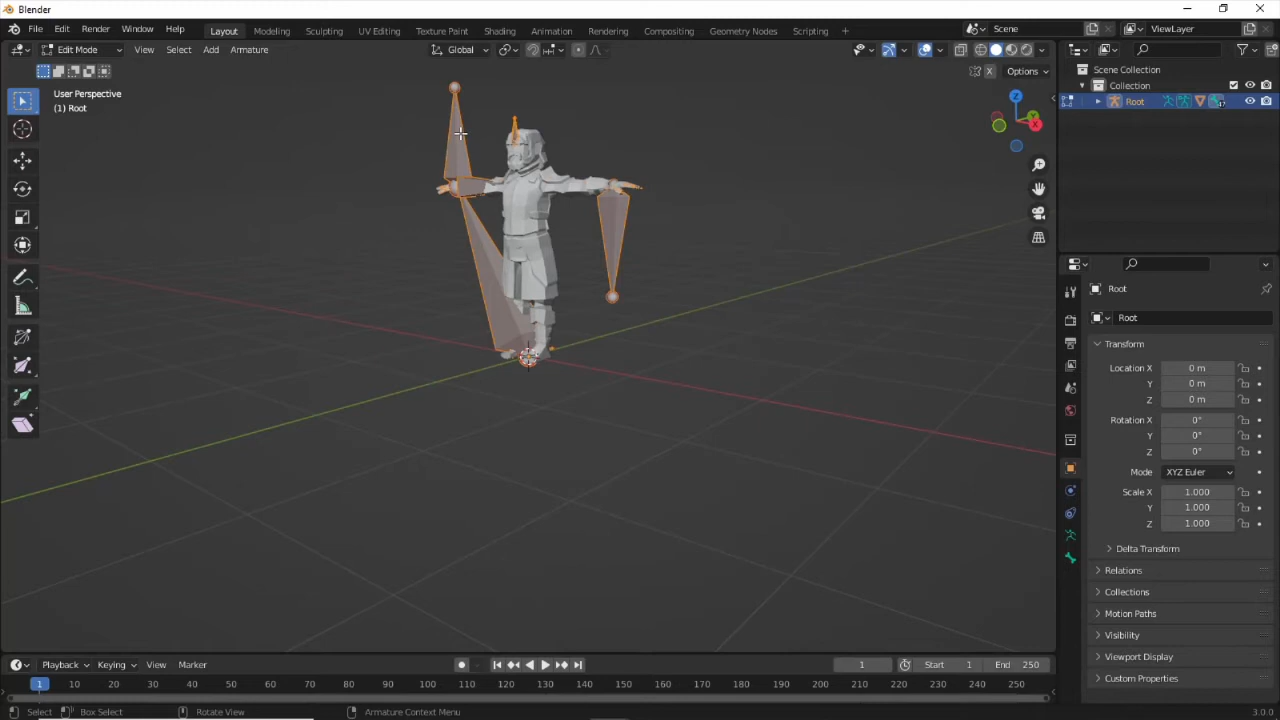 Blender
File Edit Render Window Help
Layout Modeling Sculpting UV Editing Texture Paint Shading Animation Rendering Compositing Geometry Nodes Scripting +
Scene
ViewLayer
Edit Mode View Select Add Armature
Global
X Options
User Perspective
(1) Root
Z
Y
X
Scene Collection
Collection
Root
17
Root
Root
Transform
Location X 0 m
Y 0 m
Z 0 m
Rotation X 0°
Y 0°
Z 0°
Mode XYZ Euler
Scale X 1.000
Y 1.000
Z 1.000
Delta Transform
Relations
Collections
Motion Paths
Visibility
Viewport Display
Custom Properties
Playback Keying View Marker
1 Start 1 End 250
1 10 20 30 40 50 60 70 80 90 100 110 120 130 140 150 160 170 180 190 200 210 220 230 240 250
Select Box Select Rotate View Armature Context Menu 3.0.0